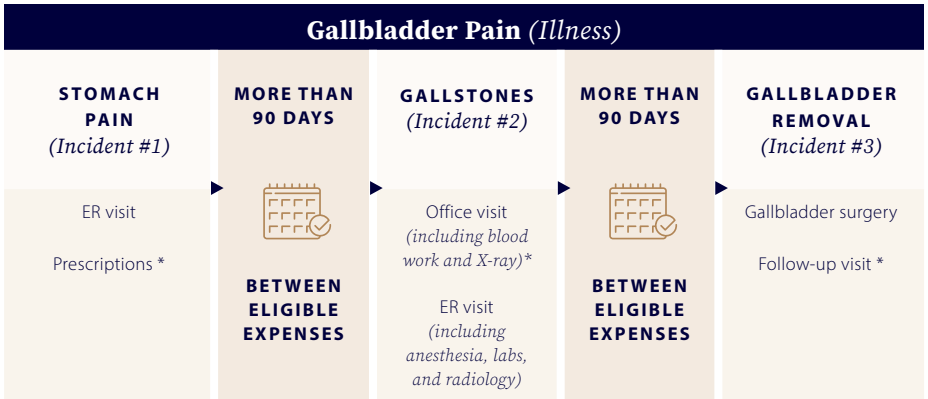 Gallbladder Pain (Illness)
STOMACH
PAIN
(Incident #1)
ER visit
Prescriptions *
MORE THAN
90 DAYS
BETWEEN
ELIGIBLE
EXPENSES
GALLSTONES
(Incident #2)
Office visit
(including blood
work and X-ray)*
ER visit
(including
anesthesia, labs,
and radiology)
MORE THAN
90 DAYS
BETWEEN
ELIGIBLE
EXPENSES
GALLBLADDER
REMOVAL
(Incident #3)
Gallbladder surgery
Follow-up visit *